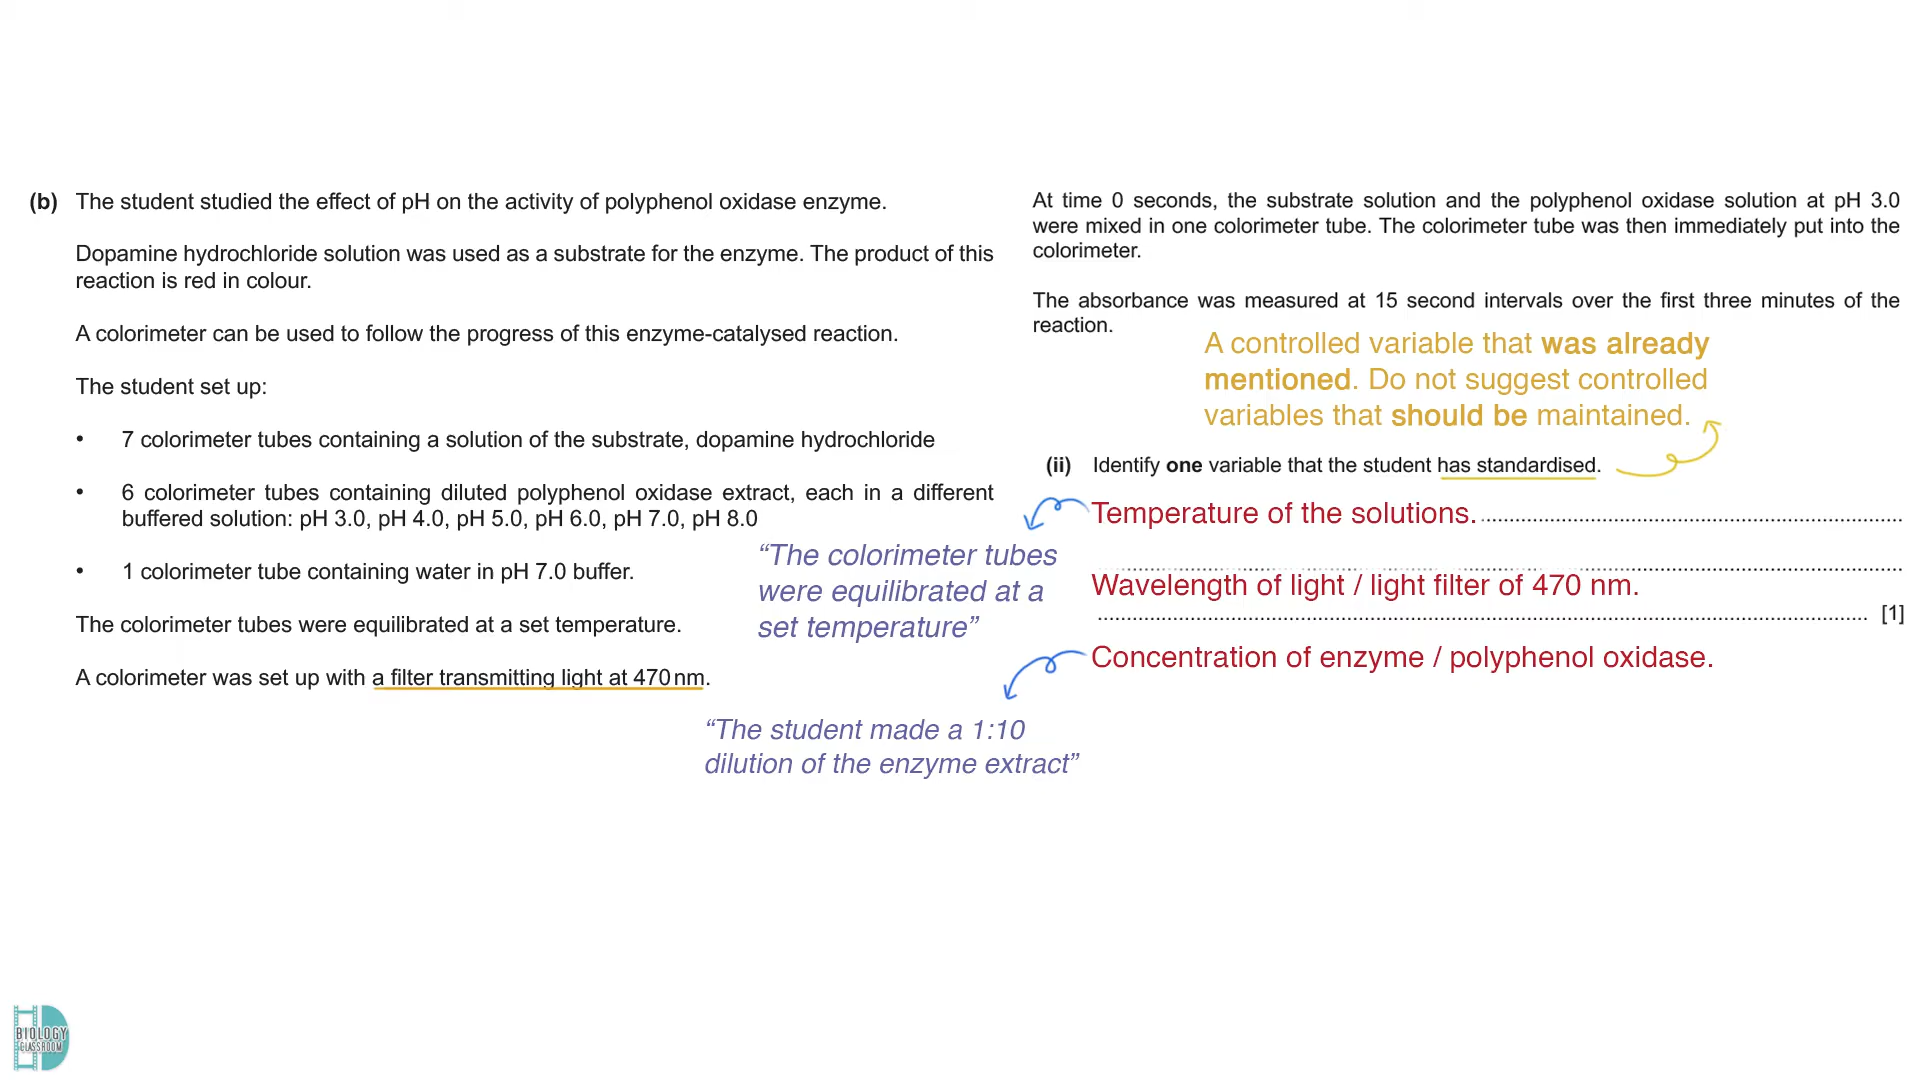 (b) The student studied the effect of pH on the activity of polyphenol oxidase enzyme.
Dopamine hydrochloride solution was used as a substrate for the enzyme. The product of this
reaction is red in colour.
A colorimeter can be used to follow the progress of this enzyme-catalysed reaction.
The student set up:
• 7 colorimeter tubes containing a solution of the substrate, dopamine hydrochloride
• 6 colorimeter tubes containing diluted polyphenol oxidase extract, each in a different
buffered solution: pH 3.0, pH 4.0, pH 5.0, pH 6.0, pH 7.0, pH 8.0
• 1 colorimeter tube containing water in pH 7.0 buffer.
The colorimeter tubes were equilibrated at a set temperature.
A colorimeter was set up with a filter transmitting light at 470 nm.
At time 0 seconds, the substrate solution and the polyphenol oxidase solution at pH 3.0
were mixed in one colorimeter tube. The colorimeter tube was then immediately put into the
colorimeter.
The absorbance was measured at 15 second intervals over the first three minutes of the
reaction.
A controlled variable that was already
mentioned. Do not suggest controlled
variables that should be maintained.
(ii) Identify one variable that the student has standardised.
Temperature of the solutions.
“The colorimeter tubes
were equilibrated at a
set temperature”
Wavelength of light / light filter of 470 nm.
[1]
Concentration of enzyme / polyphenol oxidase.
“The student made a 1:10
dilution of the enzyme extract”
BIOLOGY
CLASSROOM